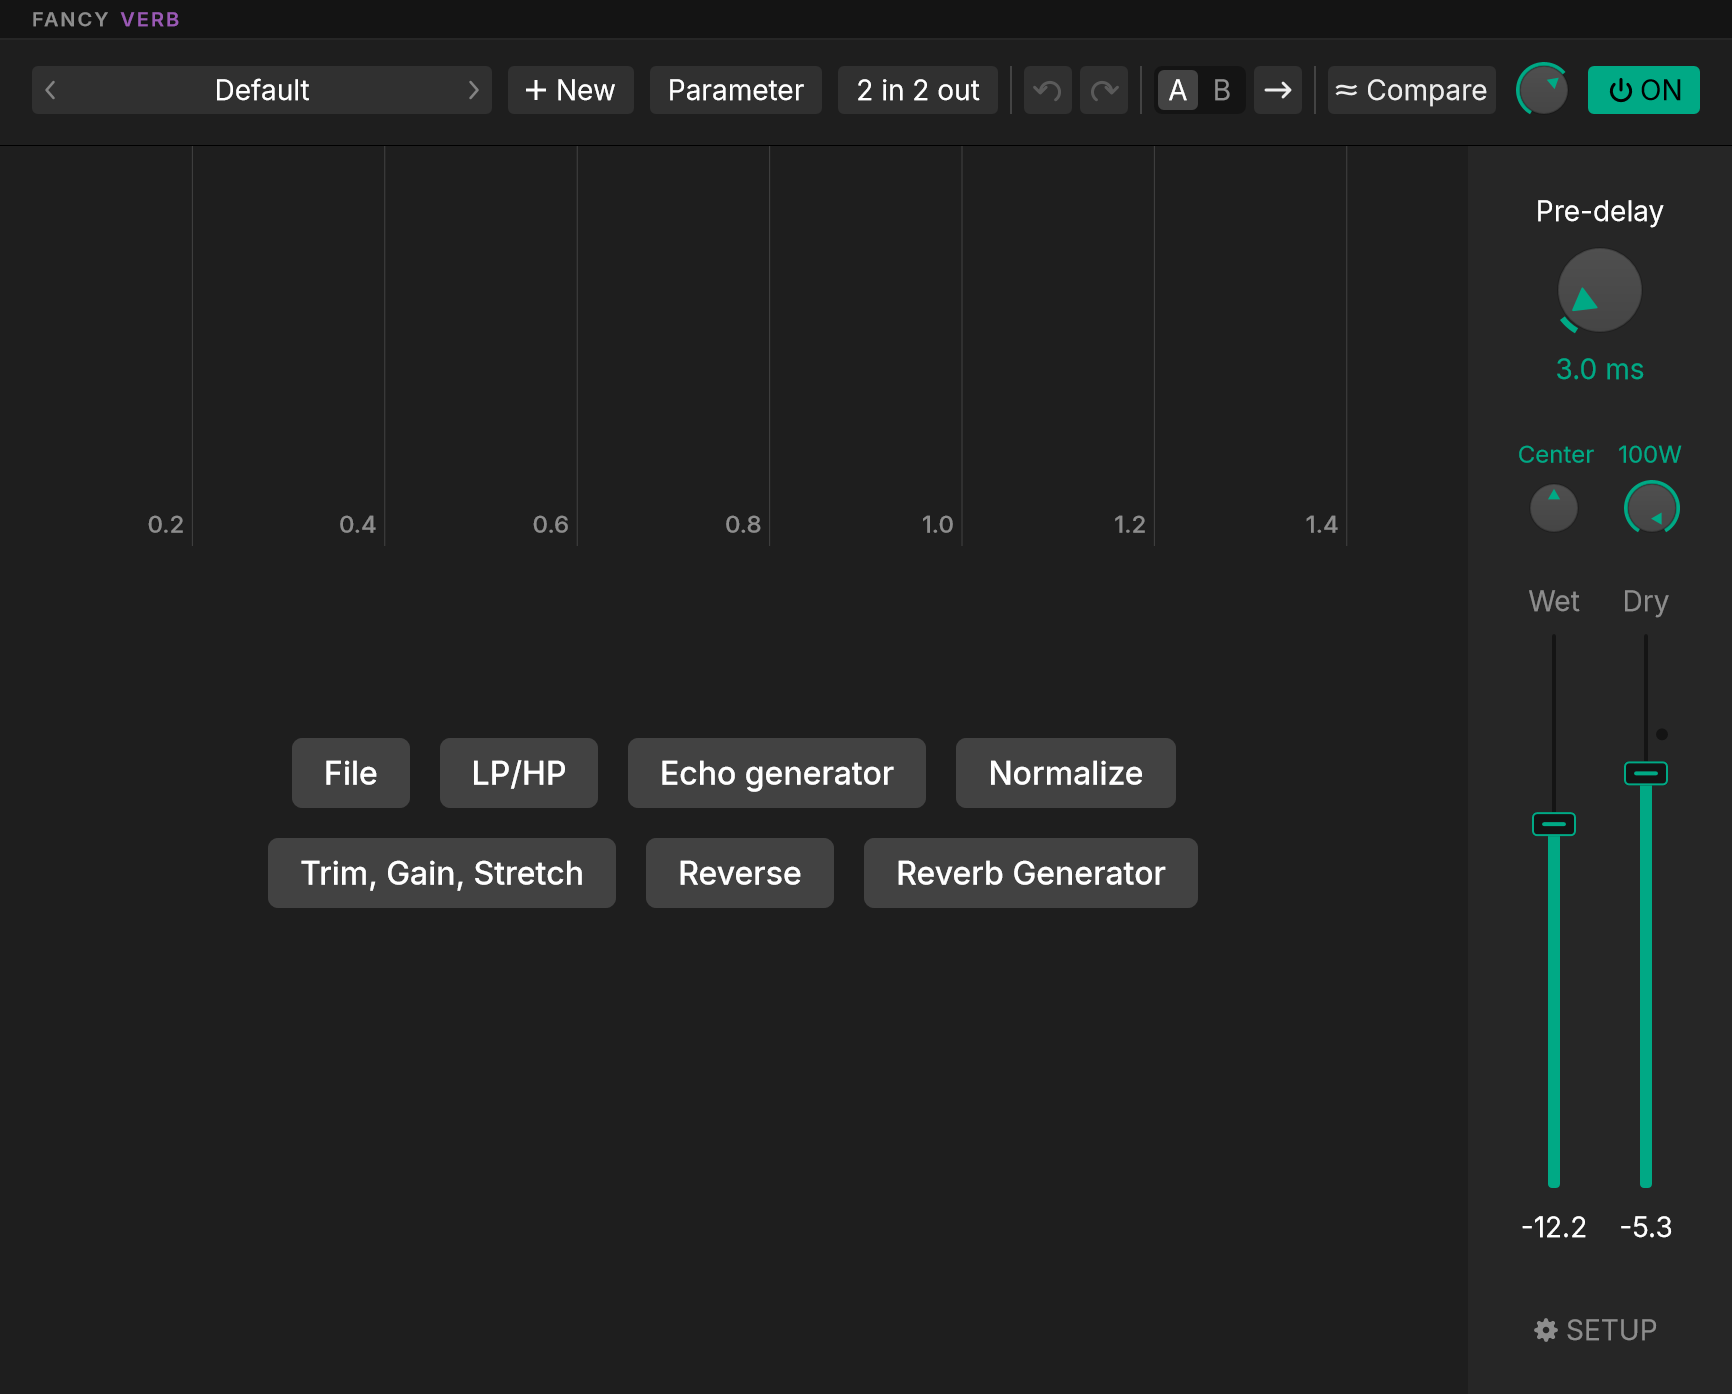 FANCY VERB
Default + New Parameter 2 in 2 out A B → ≈ Compare ON
Pre-delay
3.0 ms
Center 100W
0.2 0.4 0.6 0.8 1.0 1.2 1.4
Wet Dry
File LP/HP Echo generator Normalize
Trim, Gain, Stretch Reverse Reverb Generator
-12.2 -5.3
SETUP